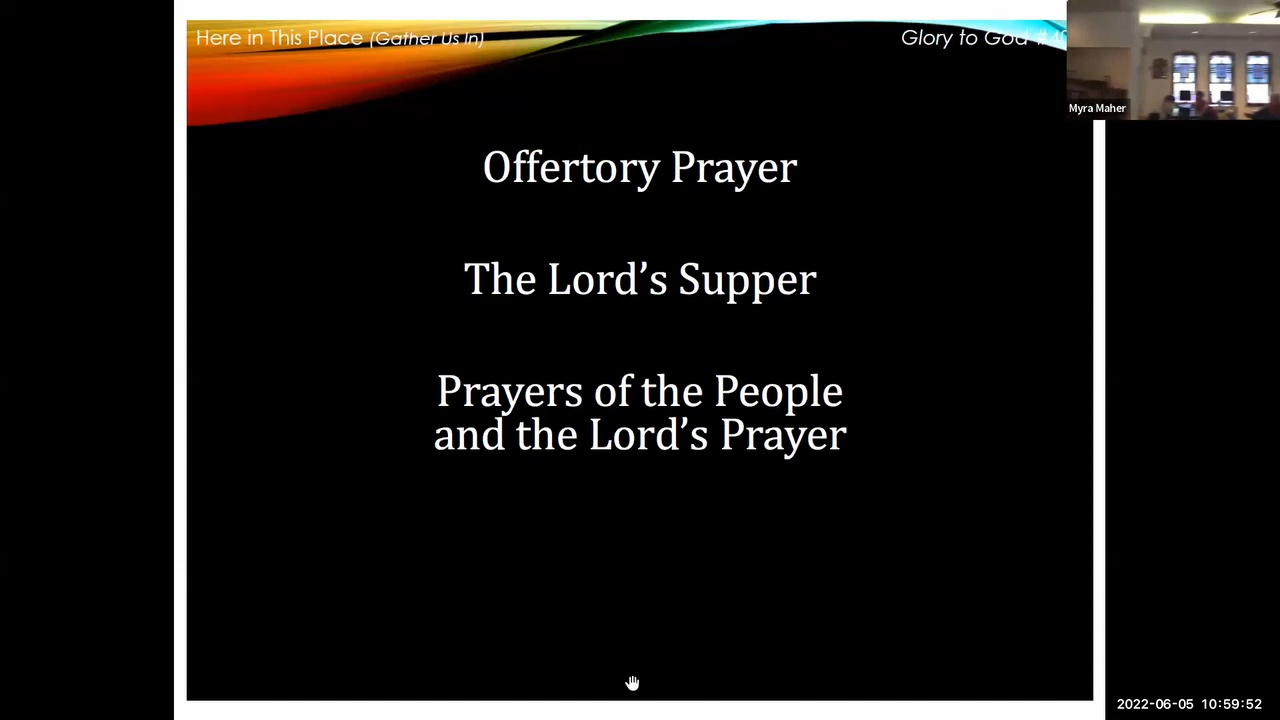 Here in This Place (Gather Us In)
Glory to God
Myra Maher
Offertory Prayer
The Lord’s Supper
Prayers of the People
and the Lord’s Prayer
2022-06-05 10:59:52